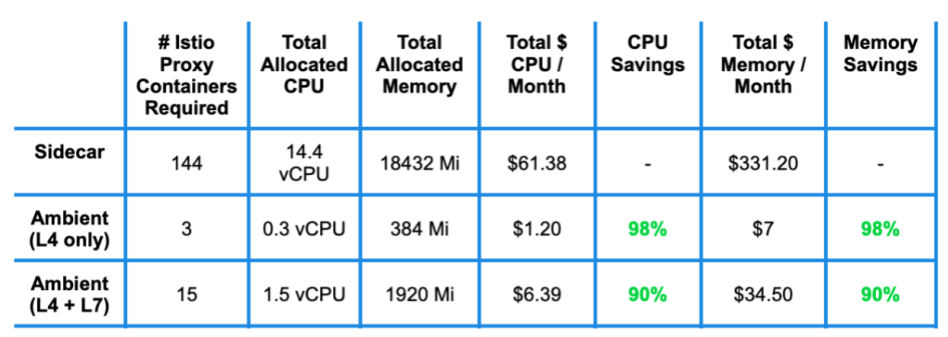 # Istio Proxy Containers Required | Total Allocated CPU | Total Allocated Memory | Total $ CPU / Month | CPU Savings | Total $ Memory / Month | Memory Savings
Sidecar | 144 | 14.4 vCPU | 18432 Mi | $61.38 | - | $331.20 | -
Ambient (L4 only) | 3 | 0.3 vCPU | 384 Mi | $1.20 | 98% | $7 | 98%
Ambient (L4 + L7) | 15 | 1.5 vCPU | 1920 Mi | $6.39 | 90% | $34.50 | 90%